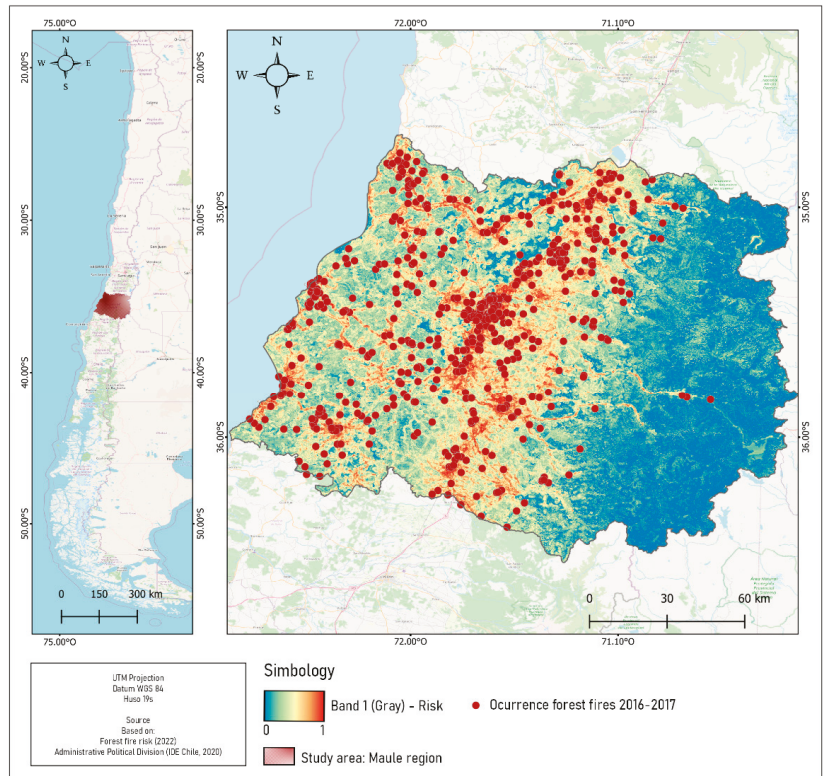 75.00°O
72.00°O
71.10°O
N
W
E
S
N
W
E
S
20.00°S
20.00°S
30.00°S
30.00°S
40.00°S
40.00°S
50.00°S
50.00°S
35.00°S
35.00°S
36.00°S
36.00°S
0
150
300 km
0
30
60 km
75.00°O
72.00°O
71.10°O
UTM Projection
Datum WGS 84
Huso 19s
Source
Based on:
Forest fire risk (2022)
Administrative Political Division (IDE Chile, 2020)
Simbology
Band 1 (Gray) - Risk
0
1
Ocurrence forest fires 2016-2017
Study area: Maule region